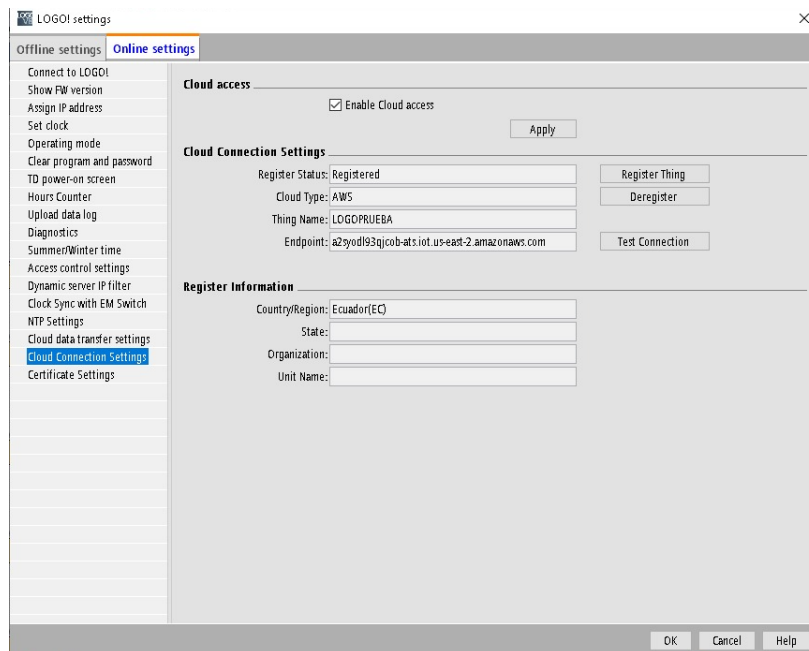 LOGO! settings
Offline settings Online settings
Connect to LOGO!
Show FW version
Assign IP address
Set clock
Operating mode
Clear program and password
TD power-on screen
Hours Counter
Upload data log
Diagnostics
Summer/Winter time
Access control settings
Dynamic server IP filter
Clock Sync with EM Switch
NTP Settings
Cloud data transfer settings
Cloud Connection Settings
Certificate Settings
Cloud access
Enable Cloud access
Apply
Cloud Connection Settings
Register Status: Registered Register Thing
Cloud Type: AWS Deregister
Thing Name: LOGOPRUEBA
Endpoint: a2syodl93qjcob-ats.iot.us-east-2.amazonaws.com Test Connection
Register Information
Country/Region: Ecuador(EC)
State:
Organization:
Unit Name:
OK Cancel Help